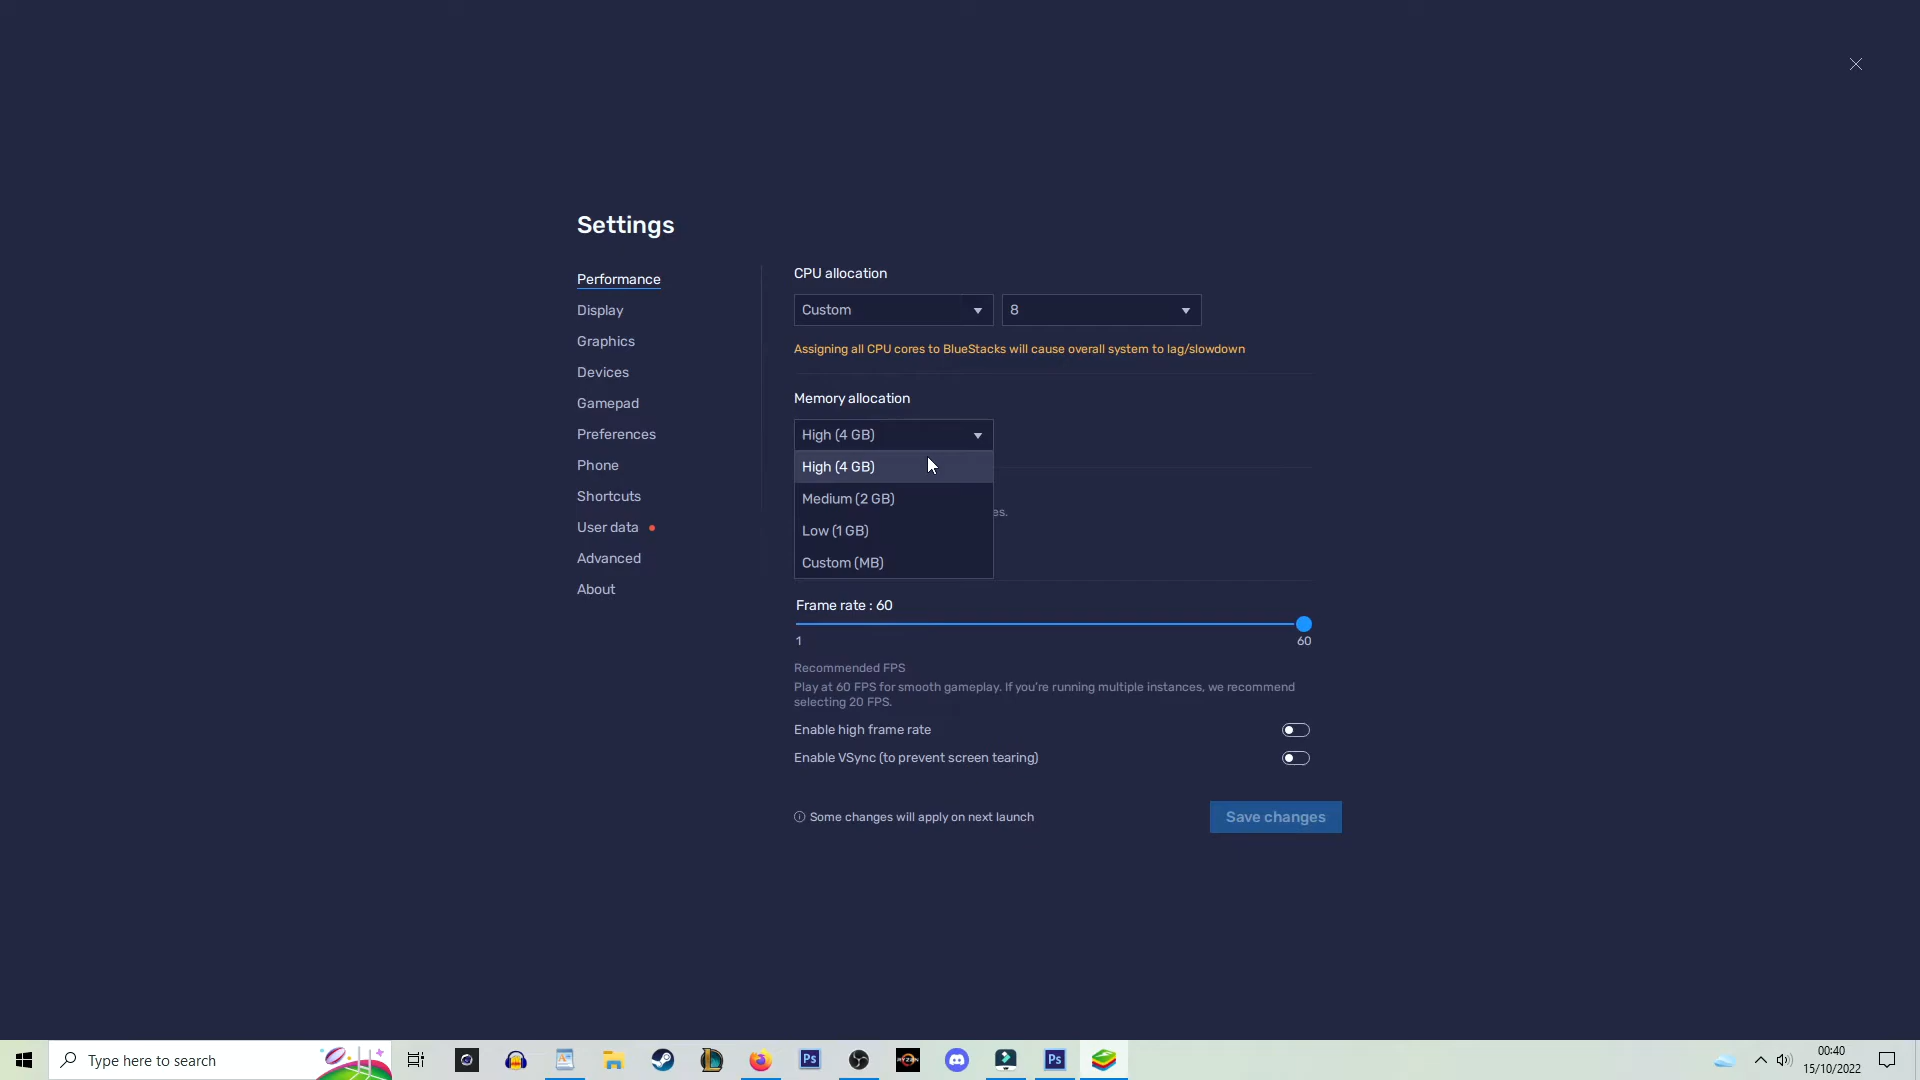 Settings
Performance
Display
Graphics
Devices
Gamepad
Preferences
Phone
Shortcuts
User data
Advanced
About
CPU allocation
Custom
8
Assigning all CPU cores to BlueStacks will cause overall system to lag/slowdown
Memory allocation
High (4 GB)
High (4 GB)
Medium (2 GB)
Low (1 GB)
Custom (MB)
es.
Frame rate : 60
1
60
Recommended FPS
Play at 60 FPS for smooth gameplay. If you're running multiple instances, we recommend
selecting 20 FPS.
Enable high frame rate
Enable VSync (to prevent screen tearing)
Some changes will apply on next launch
Save changes
Type here to search
Ps
RYZEN
Ps
00:40
15/10/2022